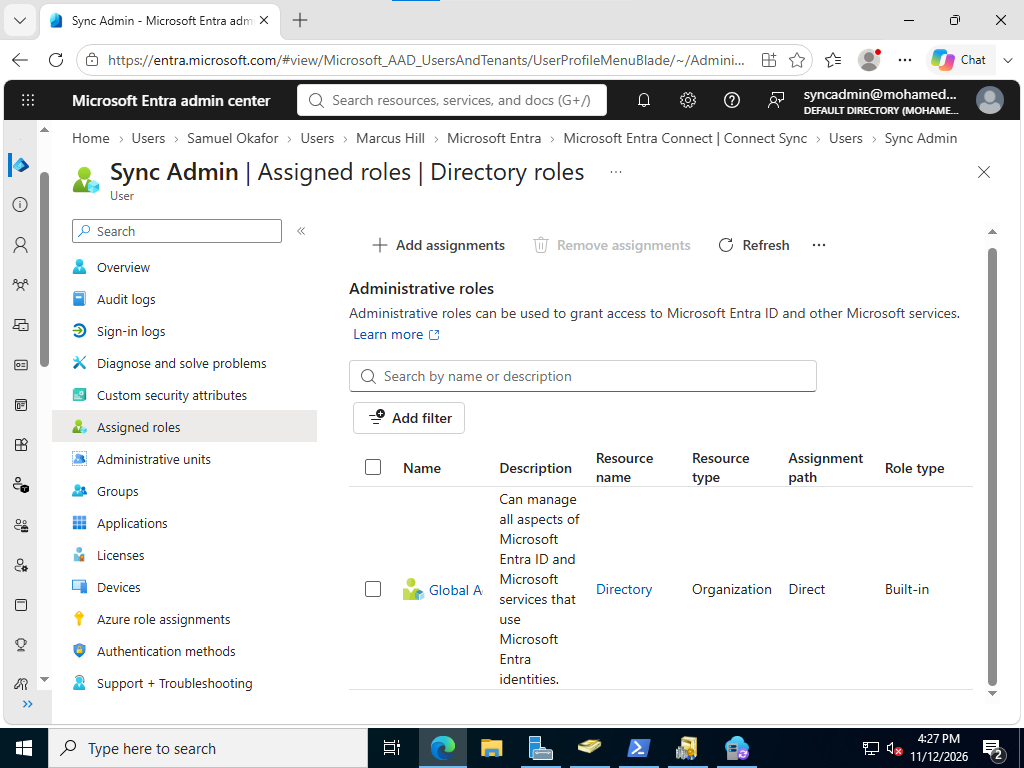 Sync Admin - Microsoft Entra adm
https://entra.microsoft.com/#view/Microsoft_AAD_UsersAndTenants/UserProfileMenuBlade/~/Admini...
Chat
Microsoft Entra admin center
Search resources, services, and docs (G+/)
syncadmin@mohamed...
DEFAULT DIRECTORY (MOHAME...
Home > Users > Samuel Okafor > Users > Marcus Hill > Microsoft Entra > Microsoft Entra Connect | Connect Sync > Users > Sync Admin
Sync Admin | Assigned roles | Directory roles
...
User
Search
Overview
Audit logs
Sign-in logs
Diagnose and solve problems
Custom security attributes
Assigned roles
Administrative units
Groups
Applications
Licenses
Devices
Azure role assignments
Authentication methods
Support + Troubleshooting
Add assignments
Remove assignments
Refresh
Administrative roles
Administrative roles can be used to grant access to Microsoft Entra ID and other Microsoft services.
Learn more
Search by name or description
Add filter
Name
Description
Resource
name
Resource
type
Assignment
path
Role type
Global A
Can manage
all aspects of
Microsoft
Entra ID and
Microsoft
services that
use
Microsoft
Entra
identities.
Directory
Organization
Direct
Built-in
Type here to search
4:27 PM
11/12/2026
2